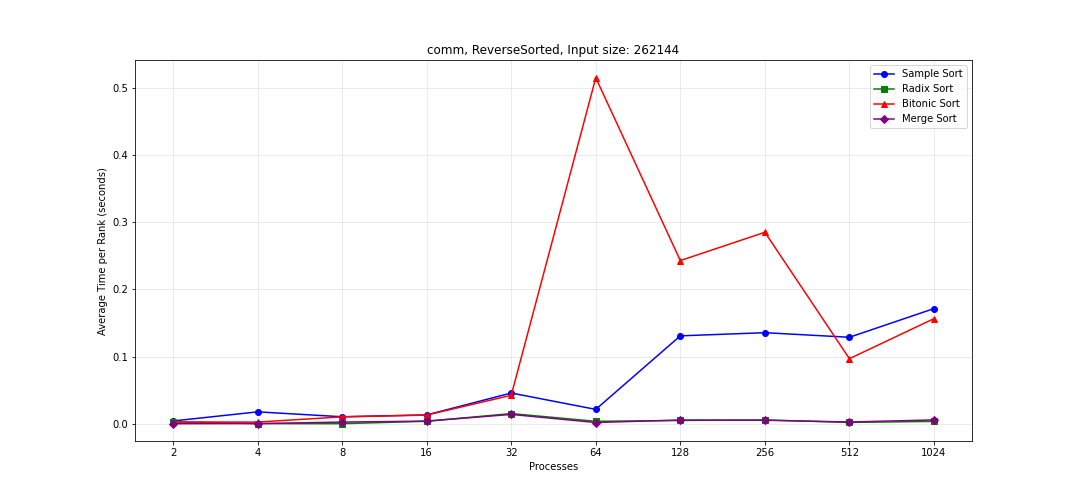 comm, ReverseSorted, Input size: 262144
Sample Sort
Radix Sort
Bitonic Sort
Merge Sort
Average Time per Rank (seconds)
0.5
0.4
0.3
0.2
0.1
0.0
2 4 8 16 32 64 128 256 512 1024
Processes